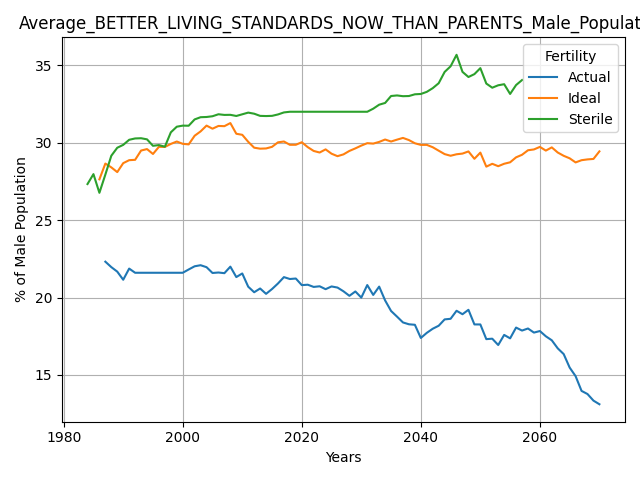 Average_BETTER_LIVING_STANDARDS_NOW_THAN_PARENTS_Male_Populat
Fertility
Actual
Ideal
Sterile
% of Male Population
35
30
25
20
15
1980
2000
2020
2040
2060
Years